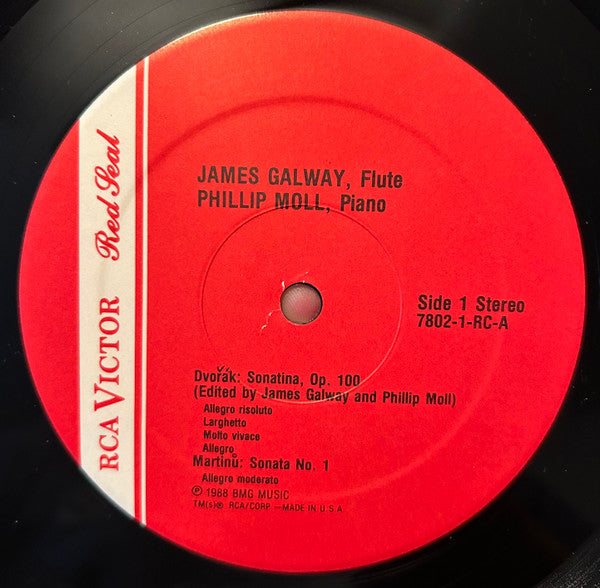 RCA VICTOR Red Seal
JAMES GALWAY, Flute
PHILLIP MOLL, Piano
Side 1 Stereo
7802-1-RC-A
Dvořák: Sonatina, Op. 100
(Edited by James Galway and Phillip Moll)
Allegro risoluto
Larghetto
Molto vivace
Allegro
Martinů: Sonata No. 1
Allegro moderato
℗ 1988 BMG MUSIC
TM(s)® RCA/CORP —MADE IN U S A